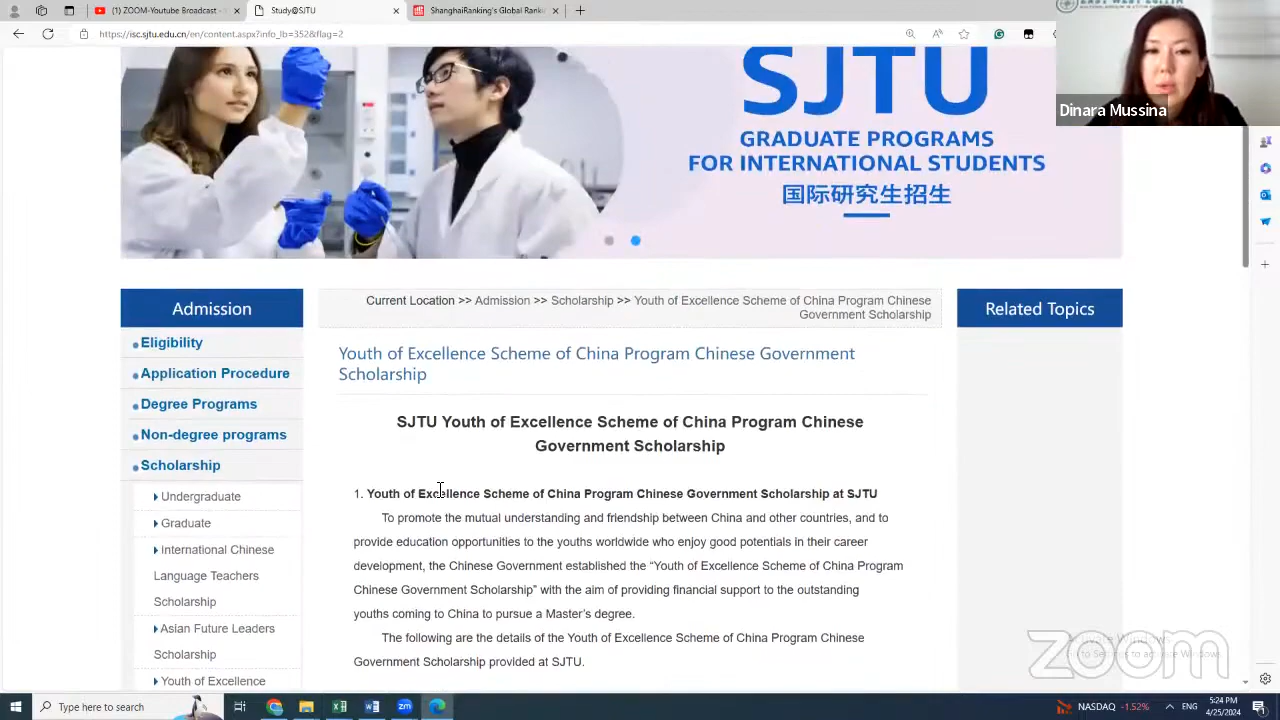 (1) ZOOM-Youtube - Broadcast
Study@SJTU
ShanghaiRanking's Global Rank
https://isc.sjtu.edu.cn/en/content.aspx?info_lb=352&flag=2
Dinara Mussina
SJTU
GRADUATE PROGRAMS
FOR INTERNATIONAL STUDENTS
国际研究生招生
Admission
Eligibility
Application Procedure
Degree Programs
Non-degree programs
Scholarship
Undergraduate
Graduate
International Chinese
Language Teachers
Scholarship
Asian Future Leaders
Scholarship
Youth of Excellence
Current Location >> Admission >> Scholarship >> Youth of Excellence Scheme of China Program Chinese
Government Scholarship
Youth of Excellence Scheme of China Program Chinese Government
Scholarship
SJTU Youth of Excellence Scheme of China Program Chinese
Government Scholarship
1. Youth of Excellence Scheme of China Program Chinese Government Scholarship at SJTU
To promote the mutual understanding and friendship between China and other countries, and to
provide education opportunities to the youths worldwide who enjoy good potentials in their career
development, the Chinese Government established the “Youth of Excellence Scheme of China Program
Chinese Government Scholarship” with the aim of providing financial support to the outstanding
youths coming to China to pursue a Master’s degree.
The following are the details of the Youth of Excellence Scheme of China Program Chinese
Government Scholarship provided at SJTU.
Related Topics
Activate Windows
to Settings to activate Windows.
zoom
Type here to search
NASDAQ -1.52%
ENG
5:24 PM
4/25/2024